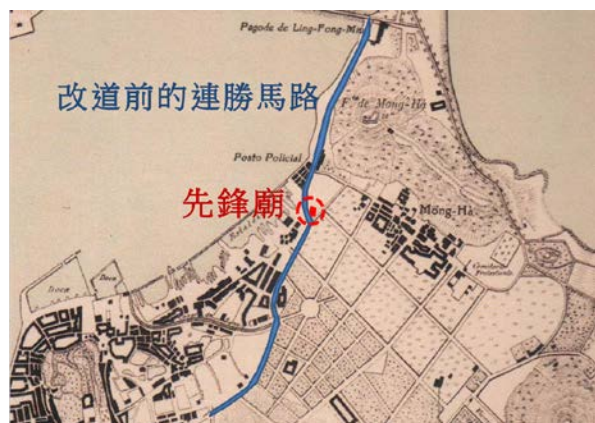 Pagode de Ling-Fong-Miu
改道前的連勝馬路
F.^te de Mong-Há
Posto Policial
先鋒廟
Mong-Há
Doca
Doca